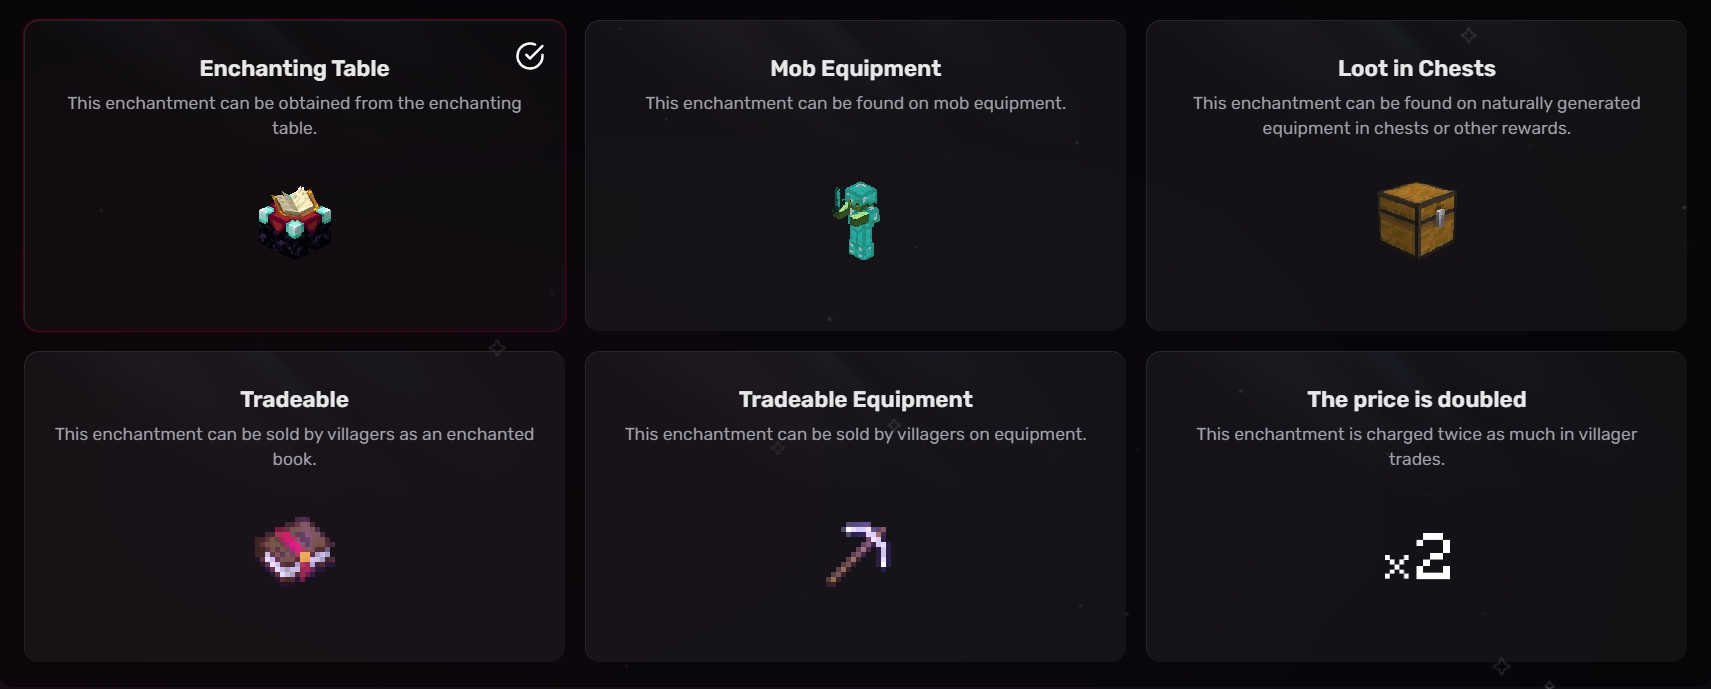 Enchanting Table
This enchantment can be obtained from the enchanting
table.
Mob Equipment
This enchantment can be found on mob equipment.
Loot in Chests
This enchantment can be found on naturally generated
equipment in chests or other rewards.
Tradeable
This enchantment can be sold by villagers as an enchanted
book.
Tradeable Equipment
This enchantment can be sold by villagers on equipment.
The price is doubled
This enchantment is charged twice as much in villager
trades.
x2